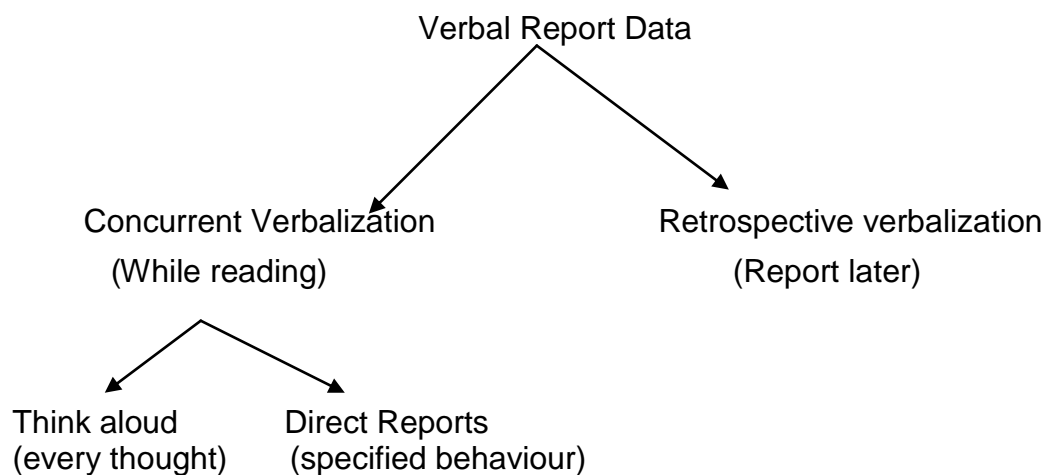 Verbal Report Data
Concurrent Verbalization
Retrospective verbalization
(While reading)
(Report later)
Think aloud
Direct Reports
(every thought)
(specified behaviour)